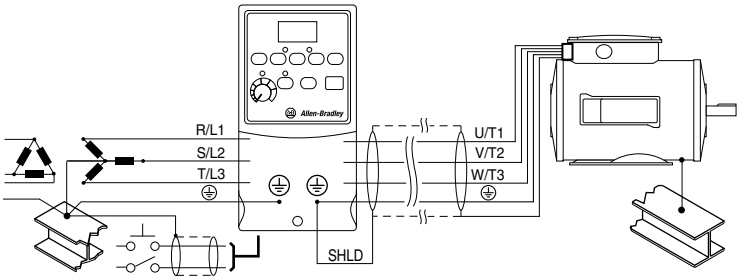 Allen-Bradley
R/L1
S/L2
T/L3
U/T1
V/T2
W/T3
SHLD